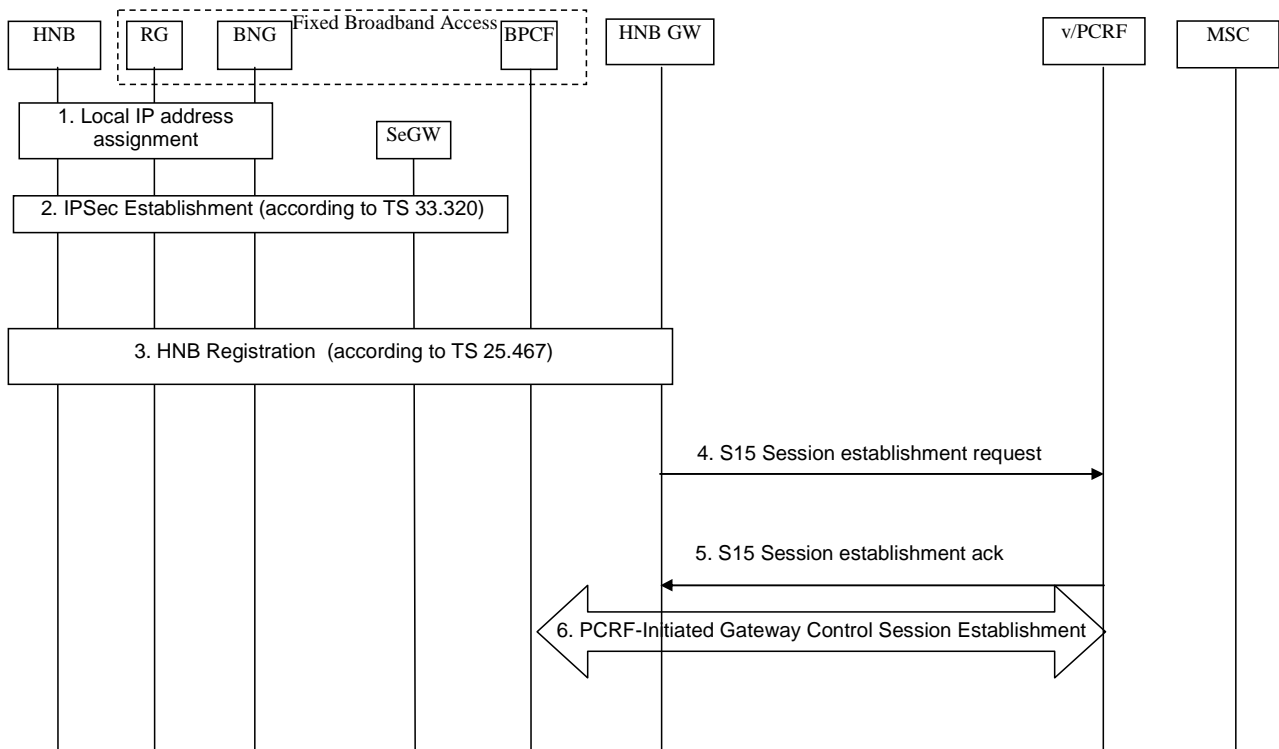 Fixed Broadband Access
HNB
RG
BNG
BPCF
HNB GW
v/PCRF
MSC
1. Local IP address
assignment
SeGW
2. IPSec Establishment (according to TS 33.320)
3. HNB Registration (according to TS 25.467)
4. S15 Session establishment request
5. S15 Session establishment ack
6. PCRF-Initiated Gateway Control Session Establishment